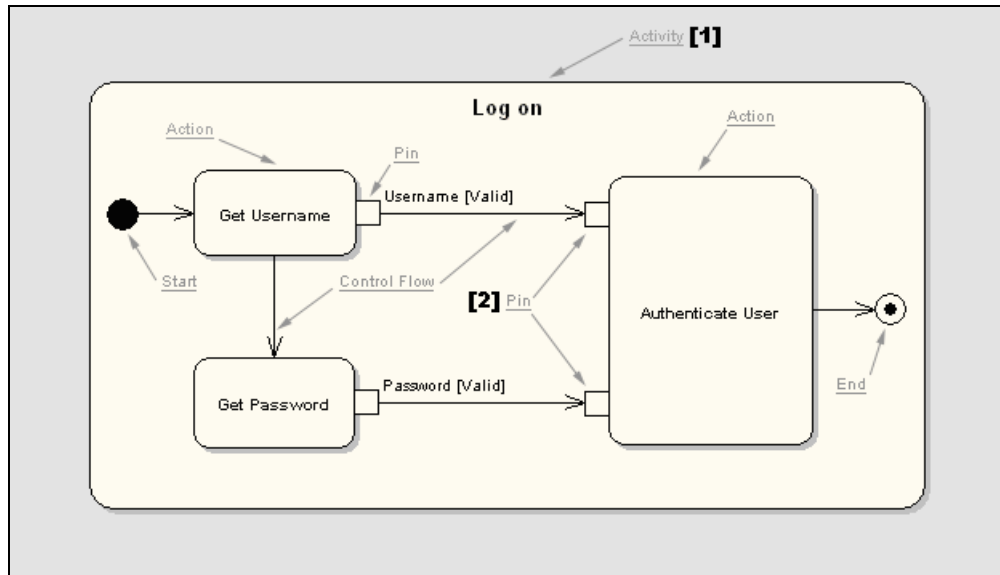 Activity [1]
Log on
Action
Action
Pin
Username [Valid]
Get Username
Start
Control Flow
[2] Pin
Authenticate User
Password [Valid]
Get Password
End